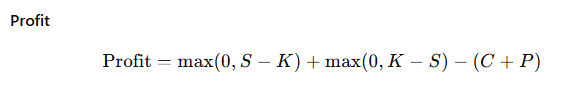 Profit
Profit = max(0, S − K) + max(0, K − S) − (C + P)